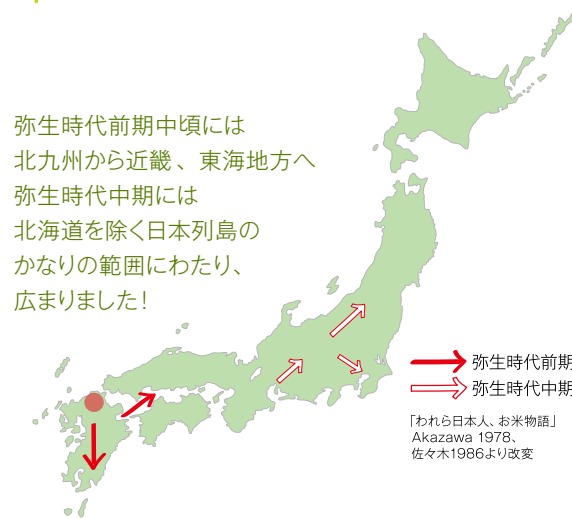 弥生時代前期中頃には
北九州から近畿、東海地方へ
弥生時代中期には
北海道を除く日本列島の
かなりの範囲にわたり、
広まりました!
弥生時代前期
弥生時代中期
「われら日本人、お米物語」
Akazawa 1978、
佐々木1986より改変